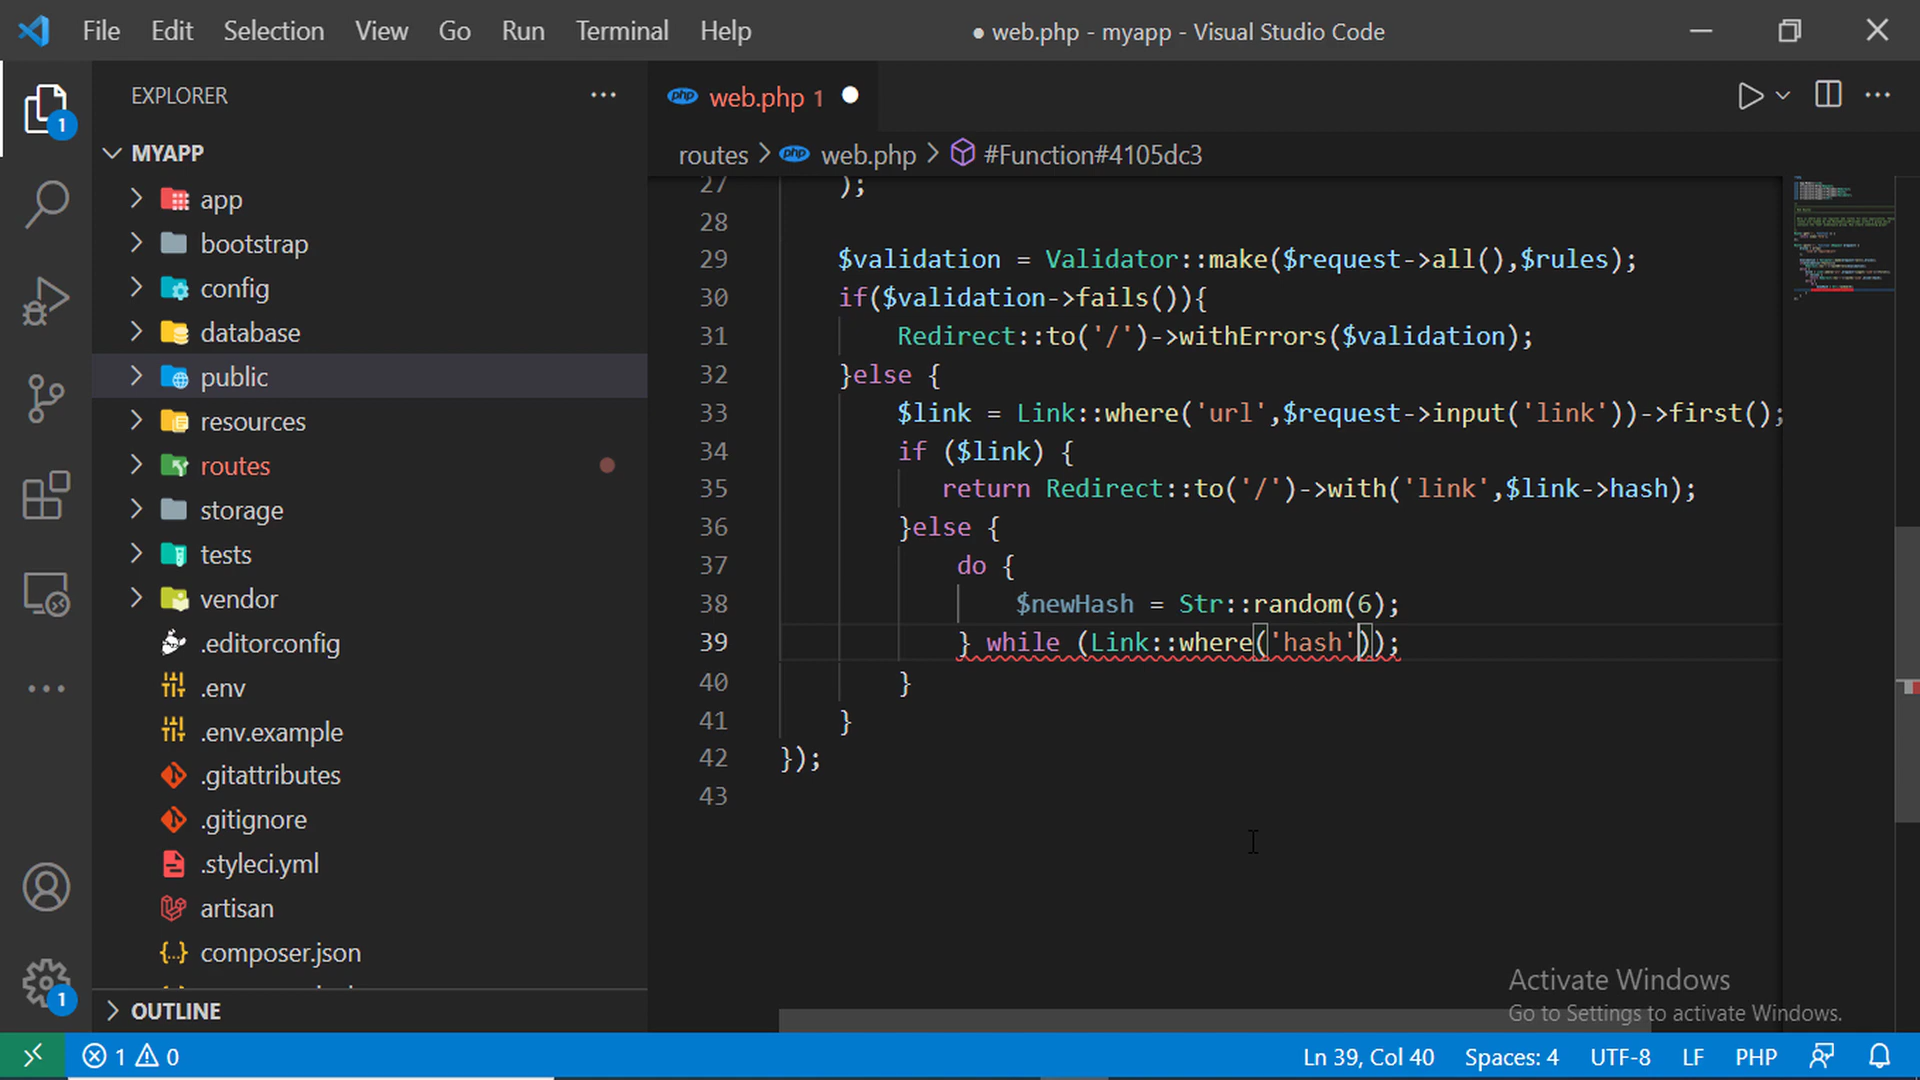 File Edit Selection View Go Run Terminal Help
● web.php - myapp - Visual Studio Code
EXPLORER
MYAPP
app
bootstrap
config
database
public
resources
routes
storage
tests
vendor
.editorconfig
.env
.env.example
.gitattributes
.gitignore
.styleci.yml
artisan
composer.json
OUTLINE
1
1
php web.php 1
routes > php web.php > #Function#4105dc3
27 );
28
29 $validation = Validator::make($request->all(),$rules);
30 if($validation->fails()){
31 Redirect::to('/')->withErrors($validation);
32 }else {
33 $link = Link::where('url',$request->input('link'))->first();
34 if ($link) {
35 return Redirect::to('/')->with('link',$link->hash);
36 }else {
37 do {
38 $newHash = Str::random(6);
39 } while (Link::where('hash'));
40 }
41 }
42 });
43
Activate Windows
Go to Settings to activate Windows.
1 0
Ln 39, Col 40 Spaces: 4 UTF-8 LF PHP